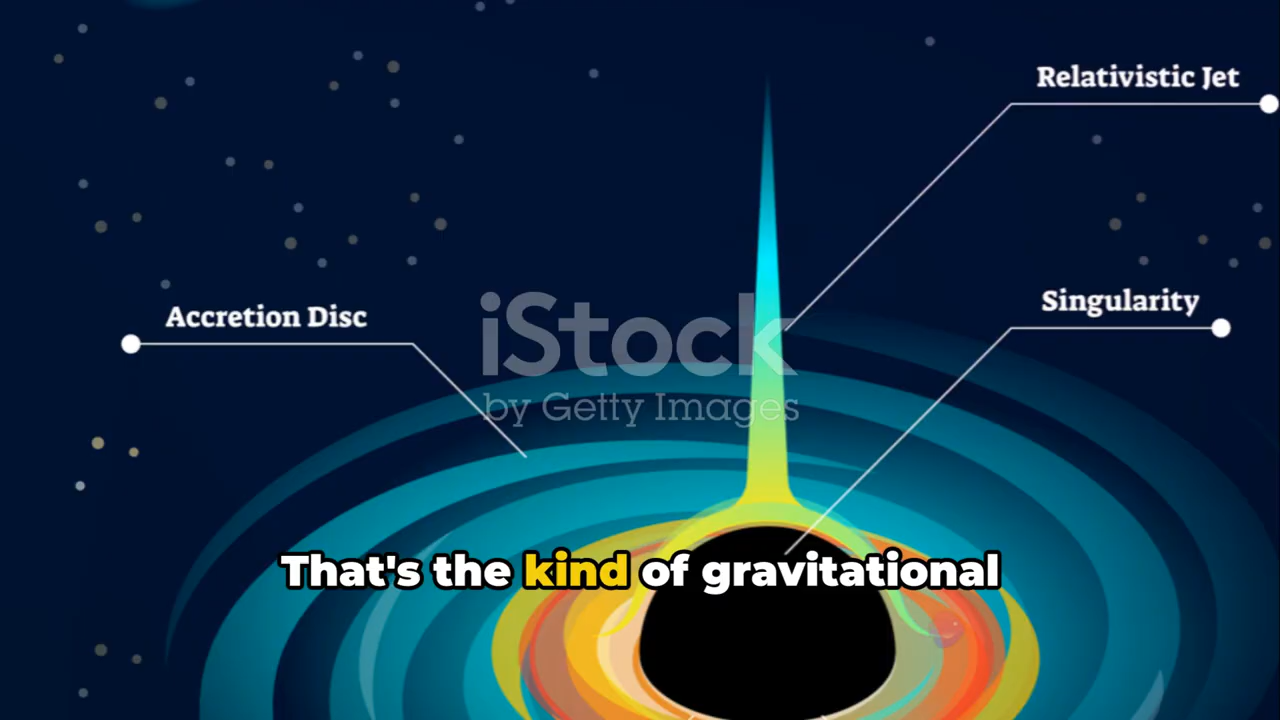 Relativistic Jet
Singularity
Accretion Disc
iStock
by Getty Images
That's the kind of gravitational